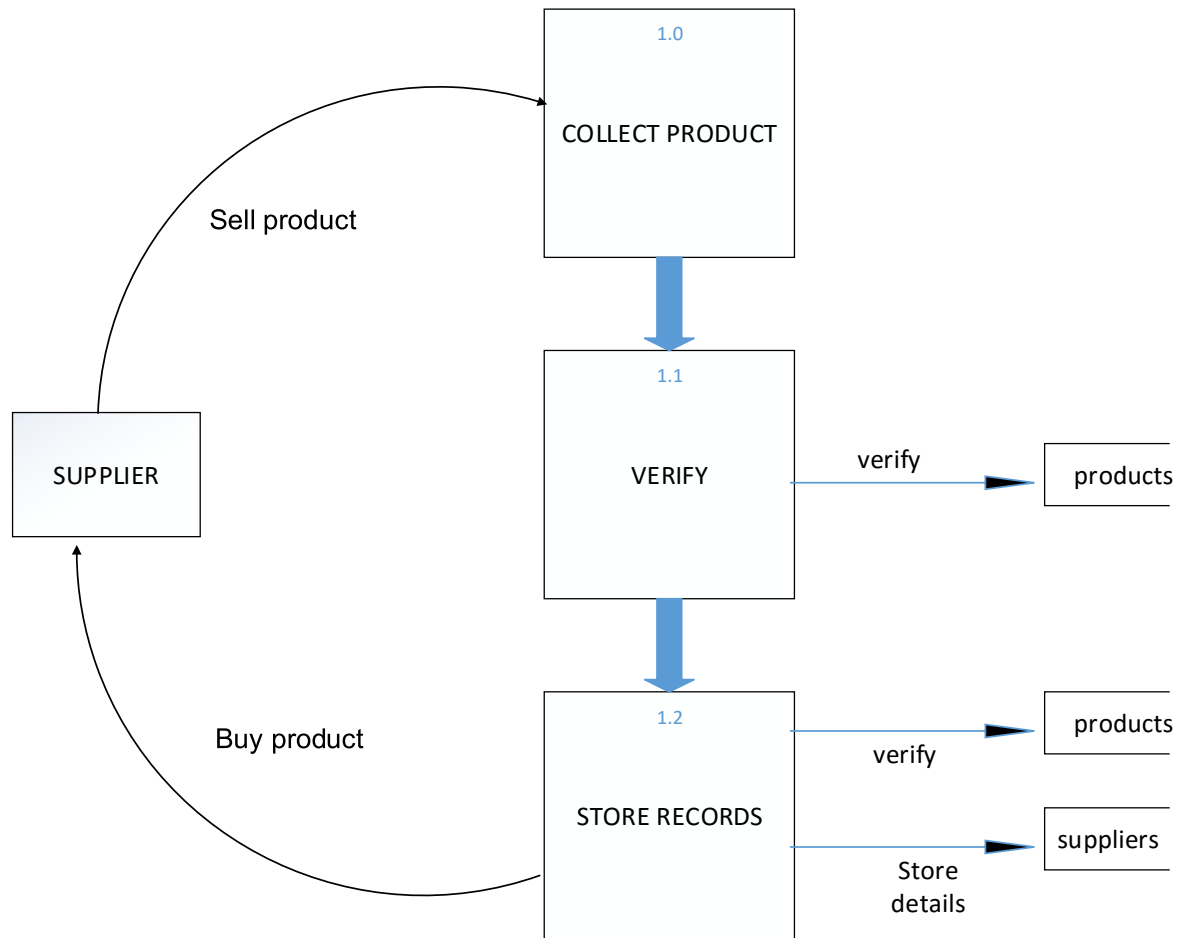 1.0
COLLECT PRODUCT
Sell product
1.1
VERIFY
verify
products
SUPPLIER
1.2
STORE RECORDS
Buy product
verify
products
Store
details
suppliers